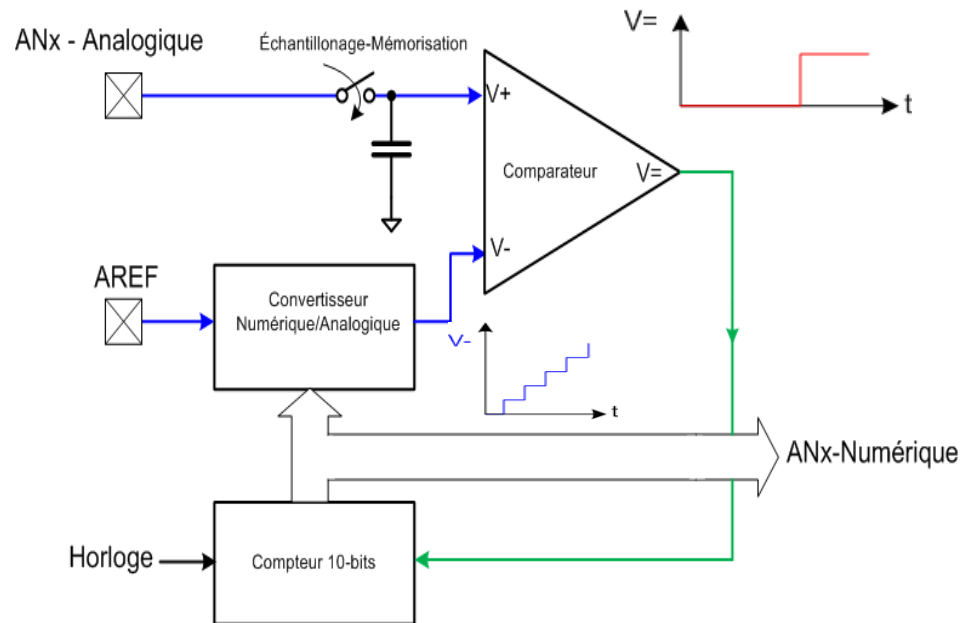 ANx - Analogique
Échantillonage-Mémorisation
V=
t
V+
Comparateur
V=
V-
AREF
Convertisseur
Numérique/Analogique
V-
t
ANx-Numérique
Horloge
Compteur 10-bits